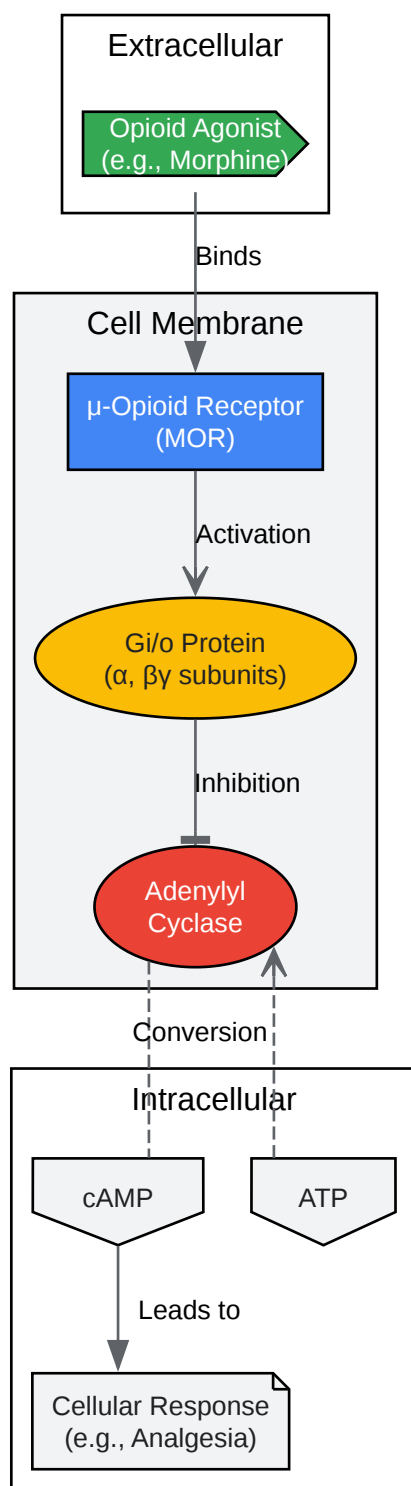 Extracellular
Opioid Agonist
(e.g., Morphine)
Binds
Cell Membrane
μ-Opioid Receptor
(MOR)
Activation
Gi/o Protein
(α, βγ subunits)
Inhibition
Adenylyl
Cyclase
Conversion
Intracellular
cAMP
ATP
Leads to
Cellular Response
(e.g., Analgesia)